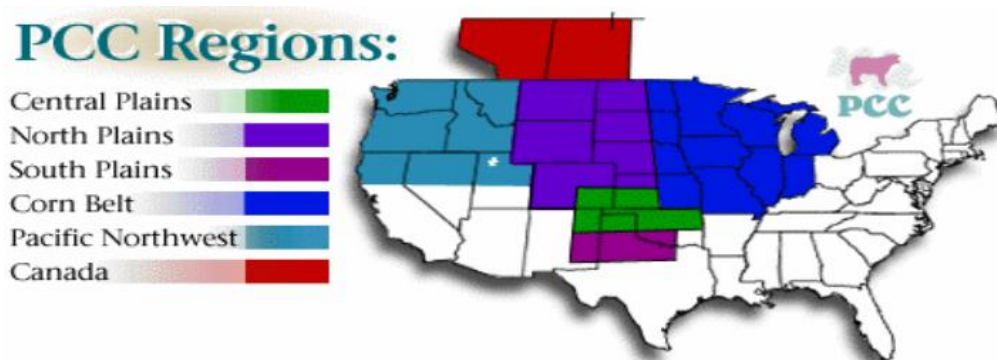 PCC Regions:
Central Plains
North Plains
South Plains
Corn Belt
Pacific Northwest
Canada
PCC